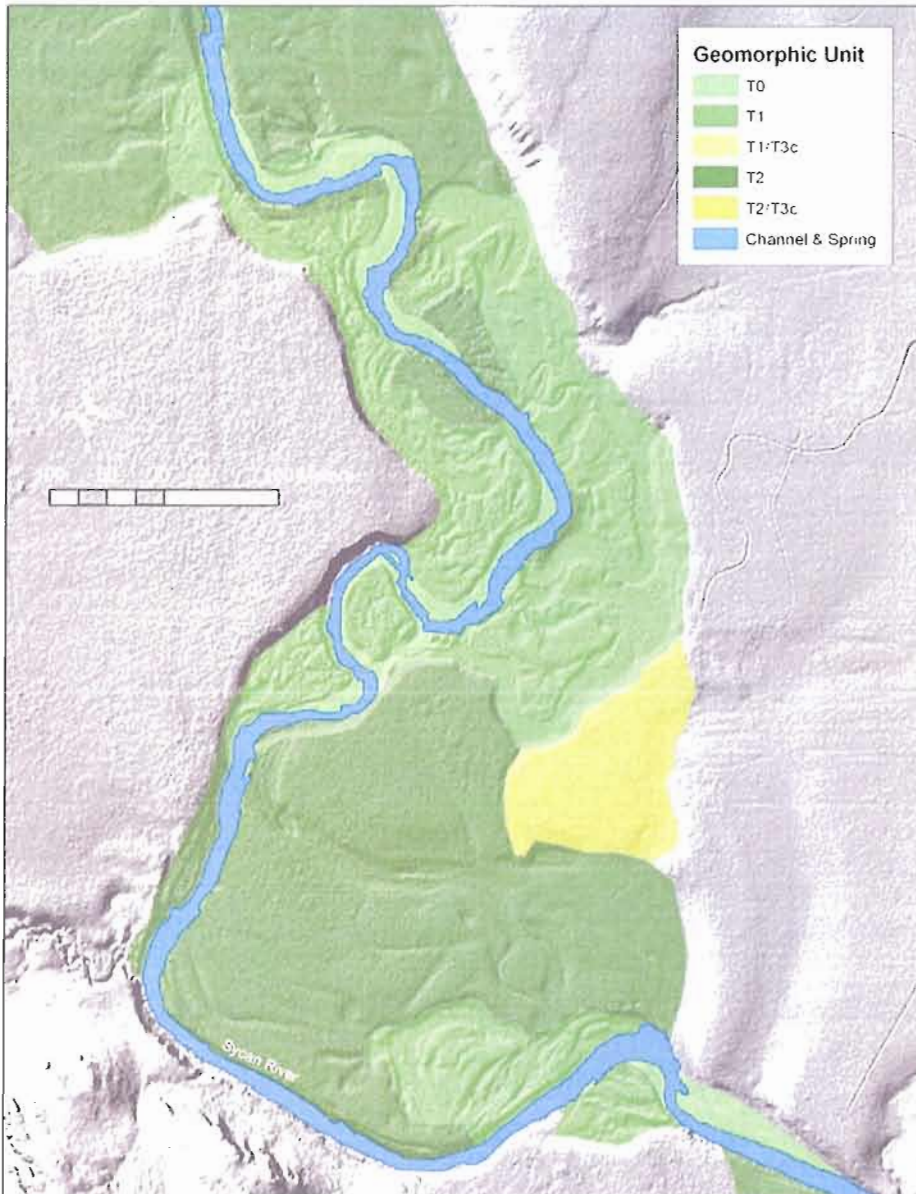 Geomorphic Unit
T0
T1
T1/T3c
T2
T2/T3c
Channel & Spring
Sycan River